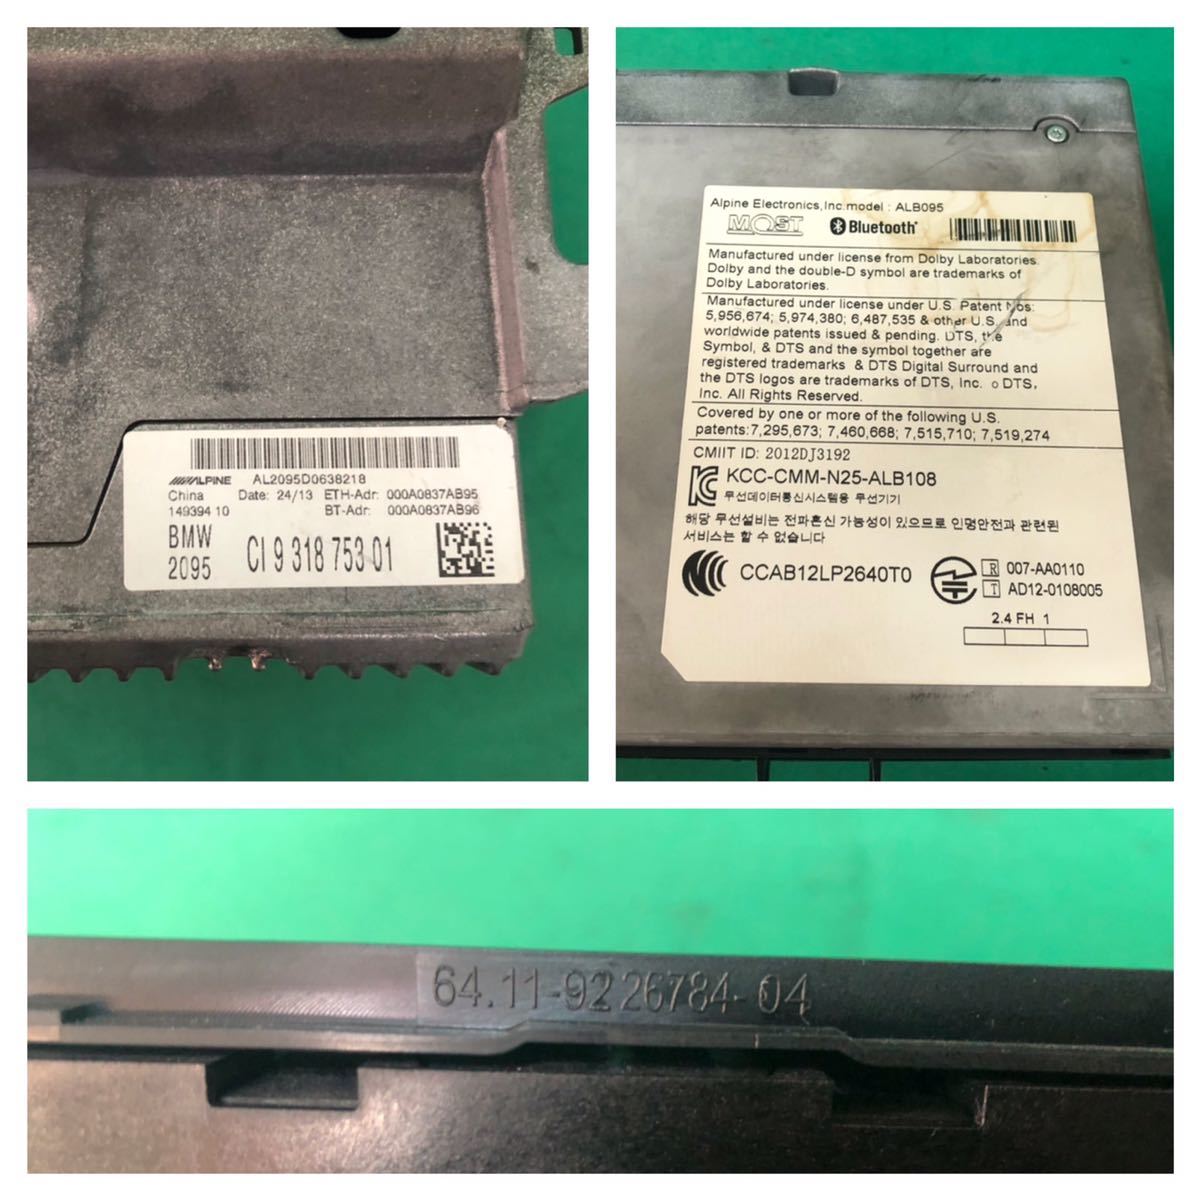 ALPINE AL2095D0638218
China Date: 24/13 ETH-Adr: 000A0837AB95
149394 10 BT-Adr: 000A0837AB96
BMW
2095
CI 9 318 753 01
Alpine Electronics,Inc.model : ALB095
MOST Bluetooth
Manufactured under license from Dolby Laboratories.
Dolby and the double-D symbol are trademarks of
Dolby Laboratories.
Manufactured under license under U.S. Patent Nos:
5,956,674; 5,974,380; 6,487,535 & other U.S. and
worldwide patents issued & pending. DTS, the
Symbol, & DTS and the symbol together are
registered trademarks & DTS Digital Surround and
the DTS logos are trademarks of DTS, Inc. © DTS,
Inc. All Rights Reserved.
Covered by one or more of the following U.S.
patents:7,295,673; 7,460,668; 7,515,710; 7,519,274
CMIIT ID: 2012DJ3192
KCC-CMM-N25-ALB108
무선데이터통신시스템용 무선기기
해당 무선설비는 전파혼신 가능성이 있으므로 인명안전과 관련된
서비스는 할 수 없습니다
CCAB12LP2640T0
R 007-AA0110
T AD12-0108005
2.4 FH 1
64.11-9226784-04